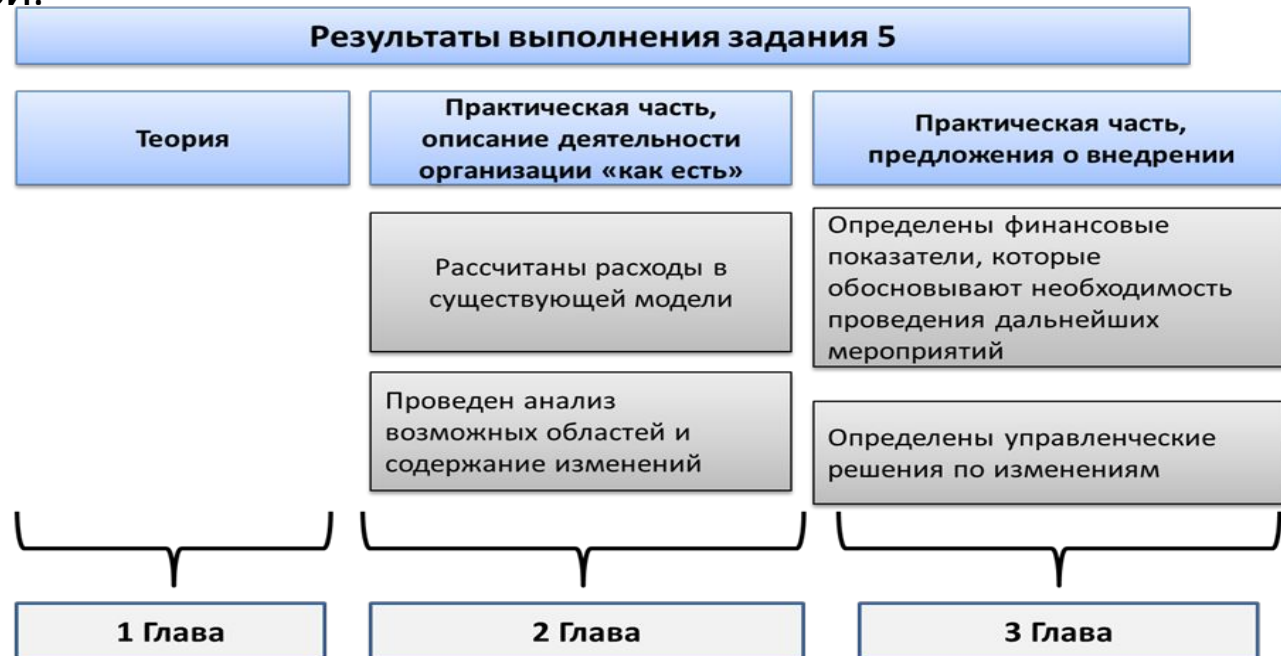 Результаты выполнения задания 5
Теория
Практическая часть,
описание деятельности
организации «как есть»
Практическая часть,
предложения о внедрении
Рассчитаны расходы в
существующей модели
Определены финансовые
показатели, которые
обосновывают необходимость
проведения дальнейших
мероприятий
Проведен анализ
возможных областей и
содержание изменений
Определены управленческие
решения по изменениям
1 Глава
2 Глава
3 Глава